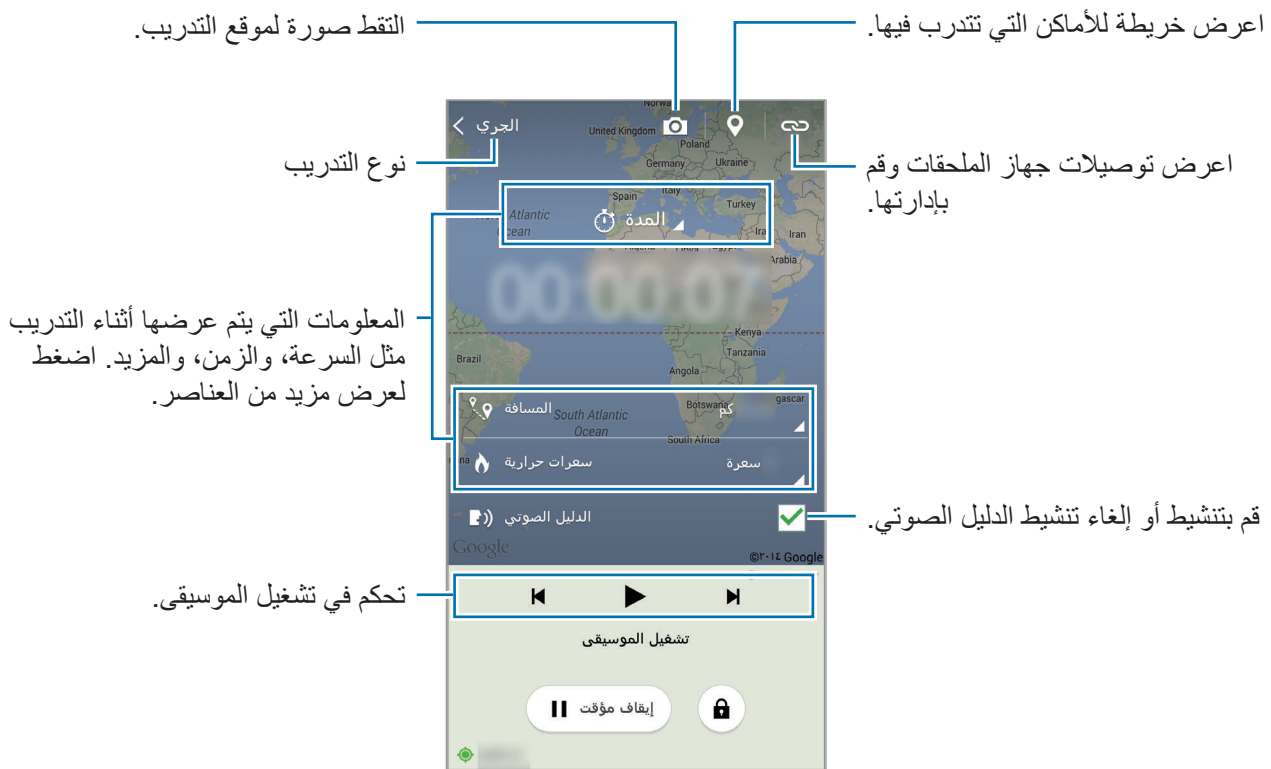 اعرض خريطة للأماكن التي تتدرب فيها.
التقط صورة لموقع التدريب.
اعرض توصيلات جهاز الملحقات وقم
بإدارتها.
نوع التدريب
المعلومات التي يتم عرضها أثناء التدريب
مثل السرعة، والزمن، والمزيد. اضغط
لعرض مزيد من العناصر.
قم بتنشيط أو إلغاء تنشيط الدليل الصوتي.
تحكم في تشغيل الموسيقى.
الجري
United Kingdom
Poland
Germany
Ukraine
Spain
Italy
Turkey
Atlantic
Iran
المدة
00:00:07
Kenya
Tanzania
Brazil
Angola
المسافة
كم
Botswana
gascar
South Atlantic
Ocean
South Africa
سعرات حرارية
سعرة
الدليل الصوتي
Google
©٢٠١٤ Google
تشغيل الموسيقى
إيقاف مؤقت